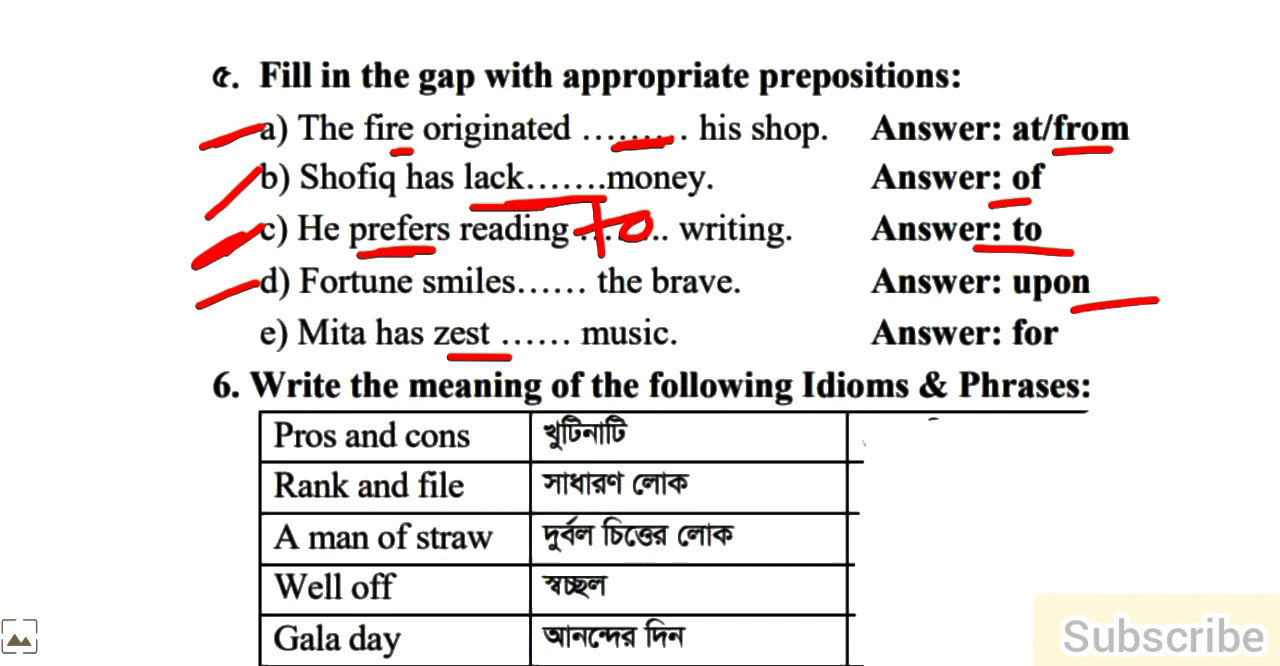 ৫. Fill in the gap with appropriate prepositions:
a) The fire originated ......... his shop. Answer: at/from
b) Shofiq has lack.......money. Answer: of
c) He prefers reading to ........ writing. Answer: to
d) Fortune smiles...... the brave. Answer: upon
e) Mita has zest ...... music. Answer: for
6. Write the meaning of the following Idioms & Phrases:
Pros and cons খুটিনাটি
Rank and file সাধারণ লোক
A man of straw দুর্বল চিত্তের লোক
Well off স্বচ্ছল
Gala day আনন্দের দিন
Subscribe